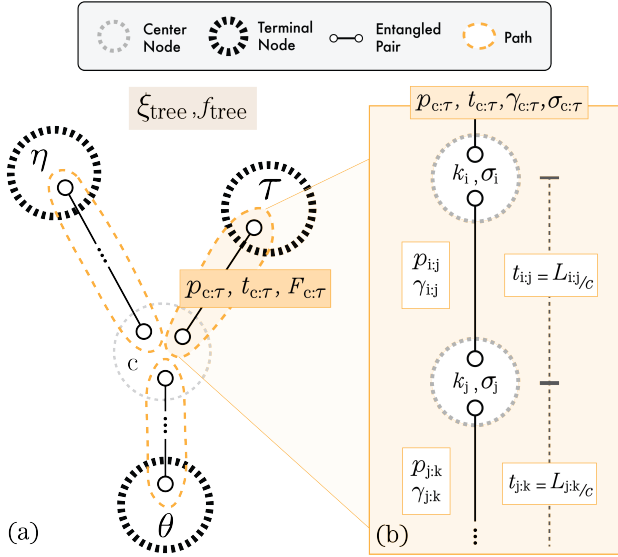 Center Node
Terminal Node
Entangled Pair
Path
ξtree , ftree
η
τ
pc:τ, tc:τ, Fc:τ
c
θ
(a)
pc:τ, tc:τ, γc:τ, σc:τ
ki , σi
pi:j
γi:j
ti:j = Li:j/c
kj , σj
pj:k
γj:k
tj:k = Lj:k/c
(b)